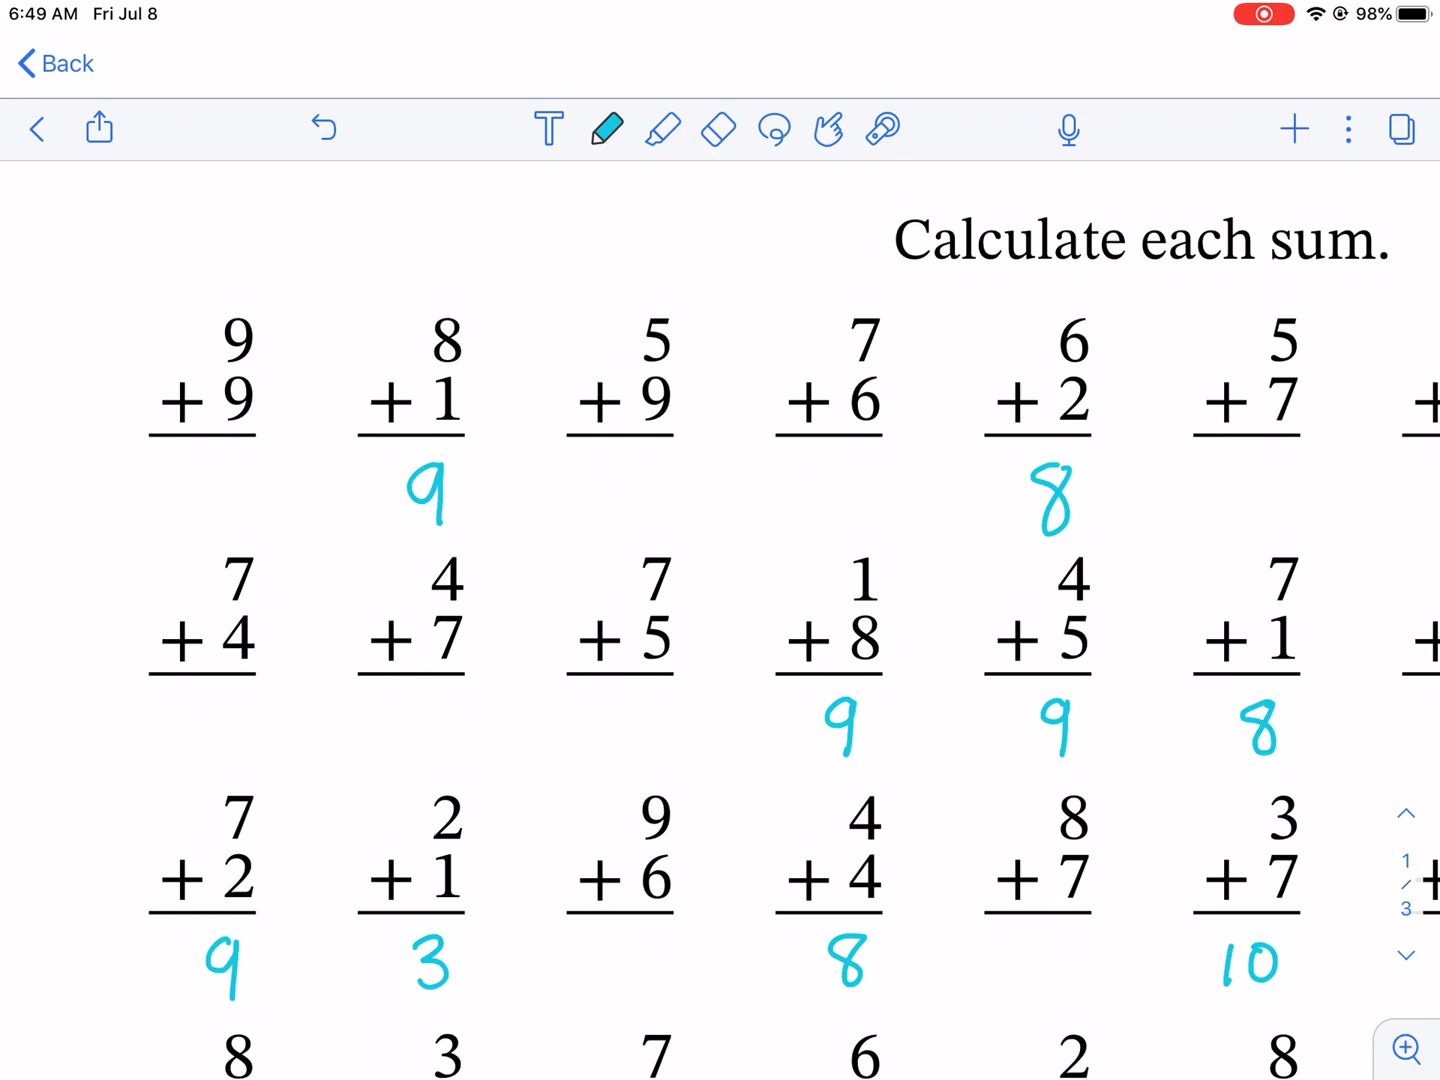 6:49 AM Fri Jul 8 98%
Back
T
Calculate each sum.
9 8 5 7 6 5
+ 9 + 1 + 9 + 6 + 2 + 7 +
9 8
7 4 7 1 4 7
+ 4 + 7 + 5 + 8 + 5 + 1 +
9 9 8
7 2 9 4 8 3
+ 2 + 1 + 6 + 4 + 7 + 7 +
9 3 8 10
1 / 3
8 3 7 6 2 8